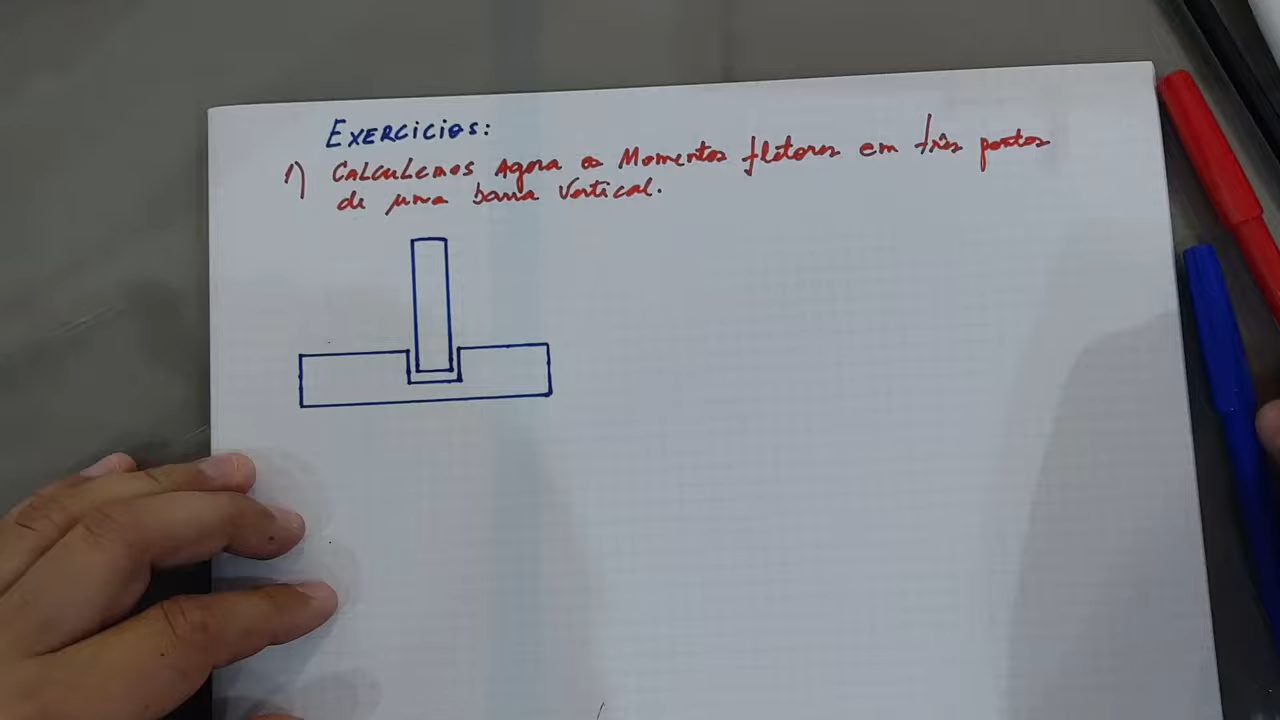 EXERCICIOS:
1) CALCULEMOS AgorA os Momentos fletores em três pontos
de uma barra Vertical.